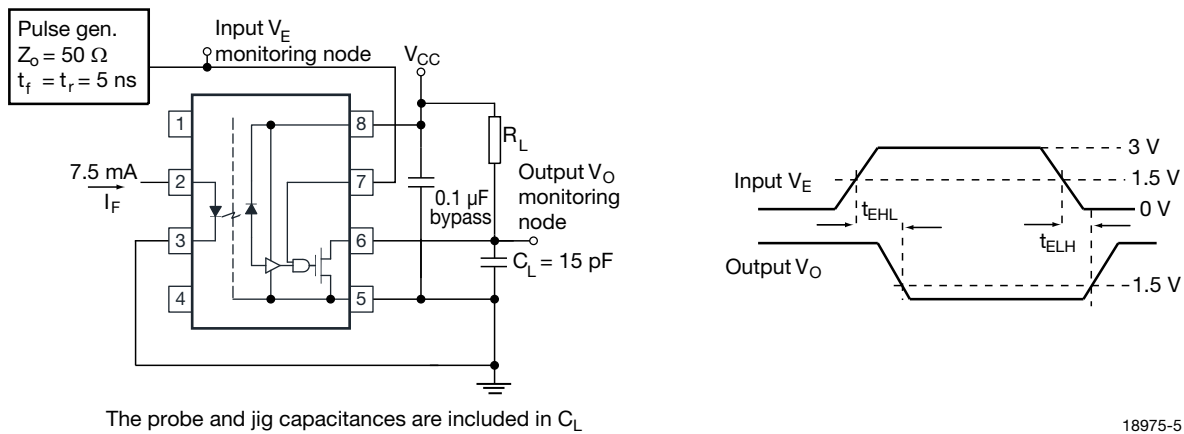 Pulse gen.
Zo = 50 Ω
tf = tr = 5 ns
Input VE
monitoring node
VCC
1
2
3
4
8
7
6
5
7.5 mA
IF
RL
0.1 µF
bypass
Output VO
monitoring
node
CL = 15 pF
The probe and jig capacitances are included in CL
Input VE
3 V
1.5 V
0 V
tEHL
tELH
Output VO
1.5 V
18975-5